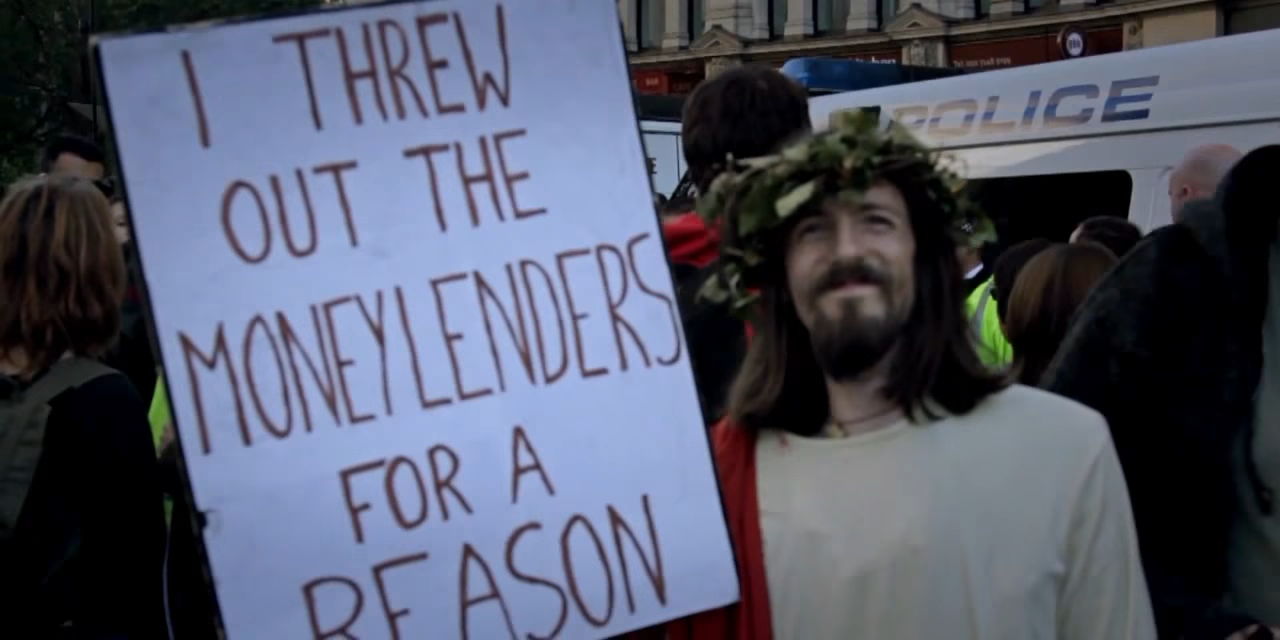 I THREW
OUT THE
MONEYLENDERS
FOR A
REASON
POLICE